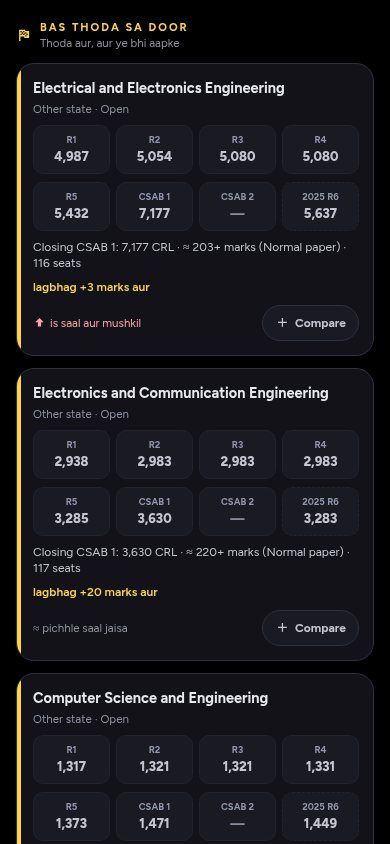 BAS THODA SA DOOR
Thoda aur, aur ye bhi aapke
Electrical and Electronics Engineering
Other state · Open
R1 R2 R3 R4
4,987 5,054 5,080 5,080
R5 CSAB 1 CSAB 2 2025 R6
5,432 7,177 — 5,637
Closing CSAB 1: 7,177 CRL · ≈ 203+ marks (Normal paper) ·
116 seats
lagbhag +3 marks aur
is saal aur mushkil
+ Compare
Electronics and Communication Engineering
Other state · Open
R1 R2 R3 R4
2,938 2,983 2,983 2,983
R5 CSAB 1 CSAB 2 2025 R6
3,285 3,630 — 3,283
Closing CSAB 1: 3,630 CRL · ≈ 220+ marks (Normal paper) ·
117 seats
lagbhag +20 marks aur
≈ pichhle saal jaisa
+ Compare
Computer Science and Engineering
Other state · Open
R1 R2 R3 R4
1,317 1,321 1,321 1,331
R5 CSAB 1 CSAB 2 2025 R6
1,373 1,471 — 1,449